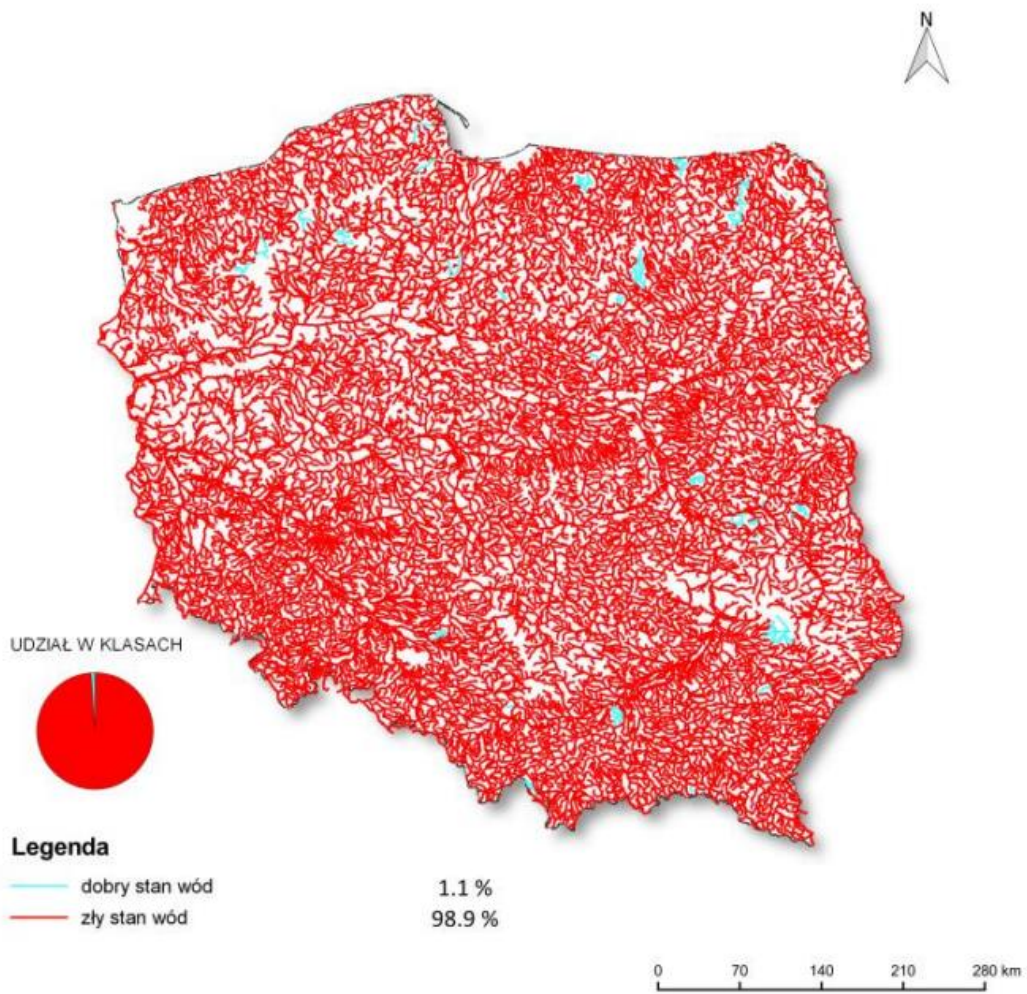 N
UDZIAŁ W KLASACH
Legenda
dobry stan wód 1.1 %
zły stan wód 98.9 %
0 70 140 210 280 km